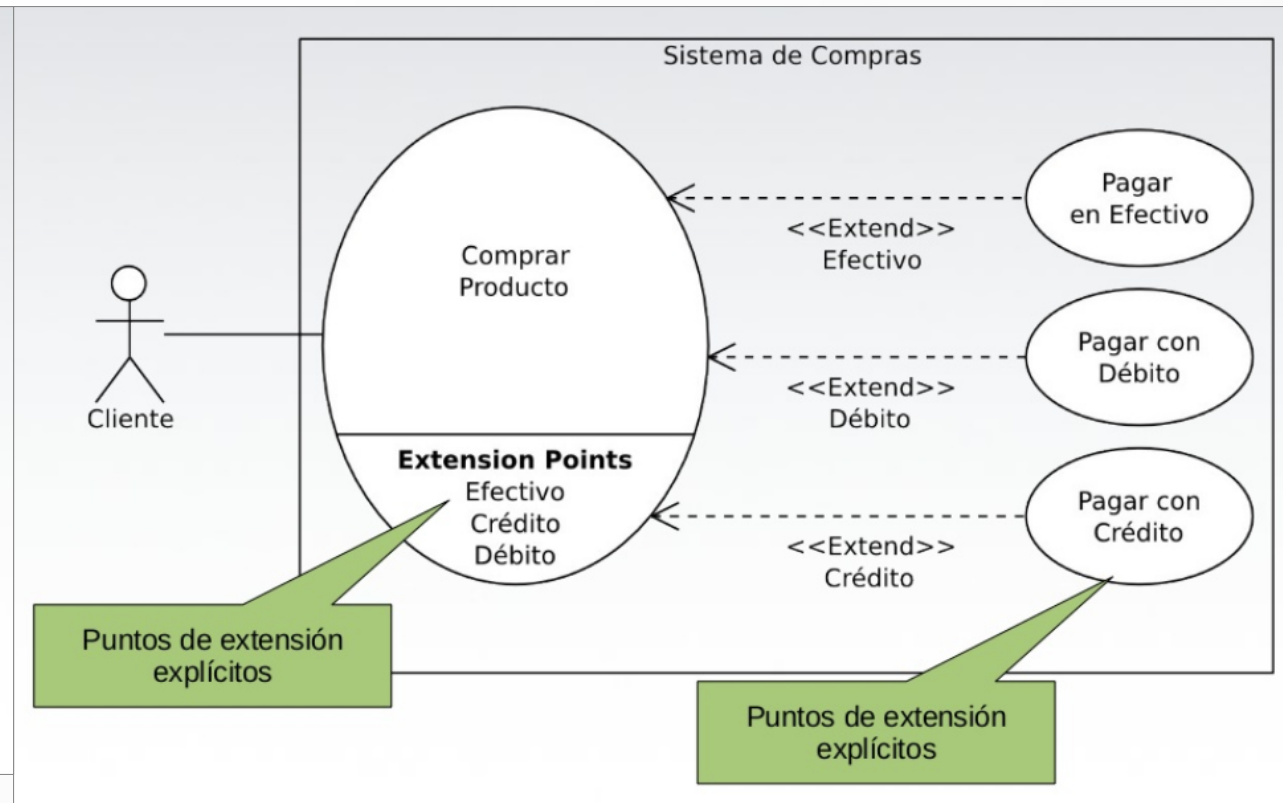 Sistema de Compras
Pagar
en Efectivo
<<Extend>>
Efectivo
Comprar
Producto
Pagar con
Débito
<<Extend>>
Débito
Cliente
Extension Points
Efectivo
Crédito
Débito
Pagar con
Crédito
<<Extend>>
Crédito
Puntos de extensión
explícitos
Puntos de extensión
explícitos